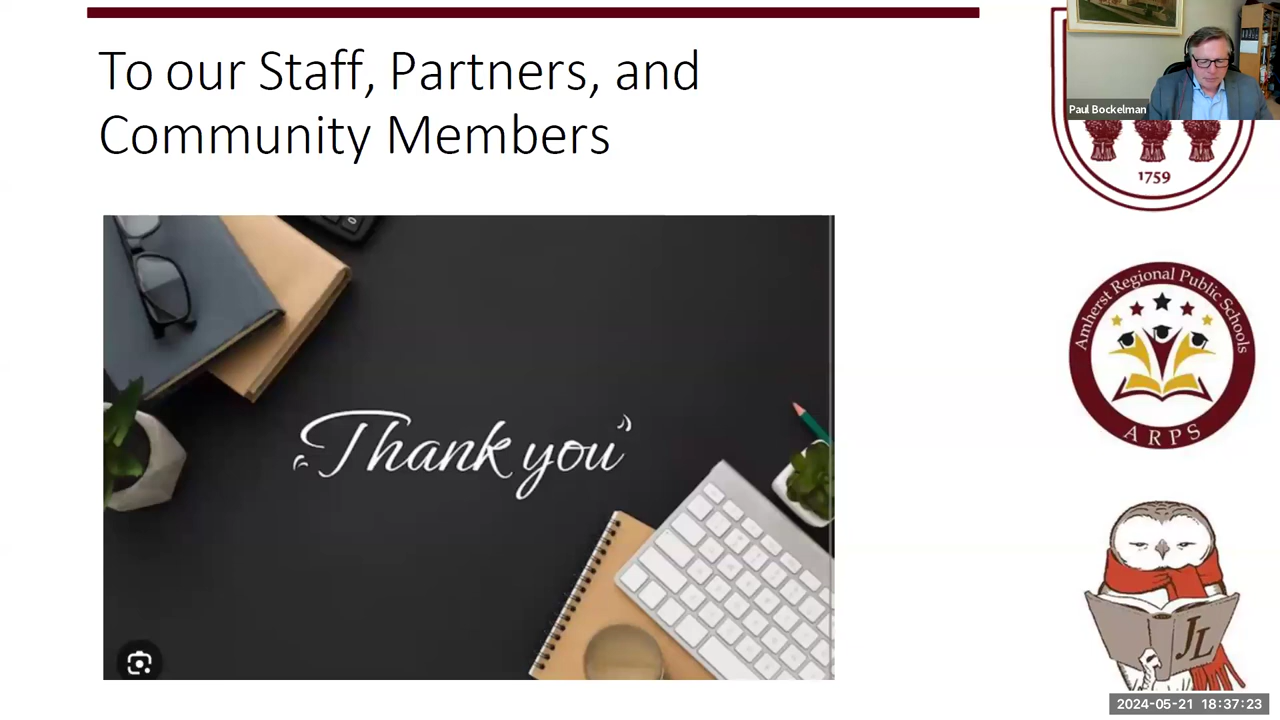 To our Staff, Partners, and
Community Members
Thank you
Paul Bockelman
1759
Amherst Regional Public Schools
ARPS
JL
2024-05-21 18:37:23